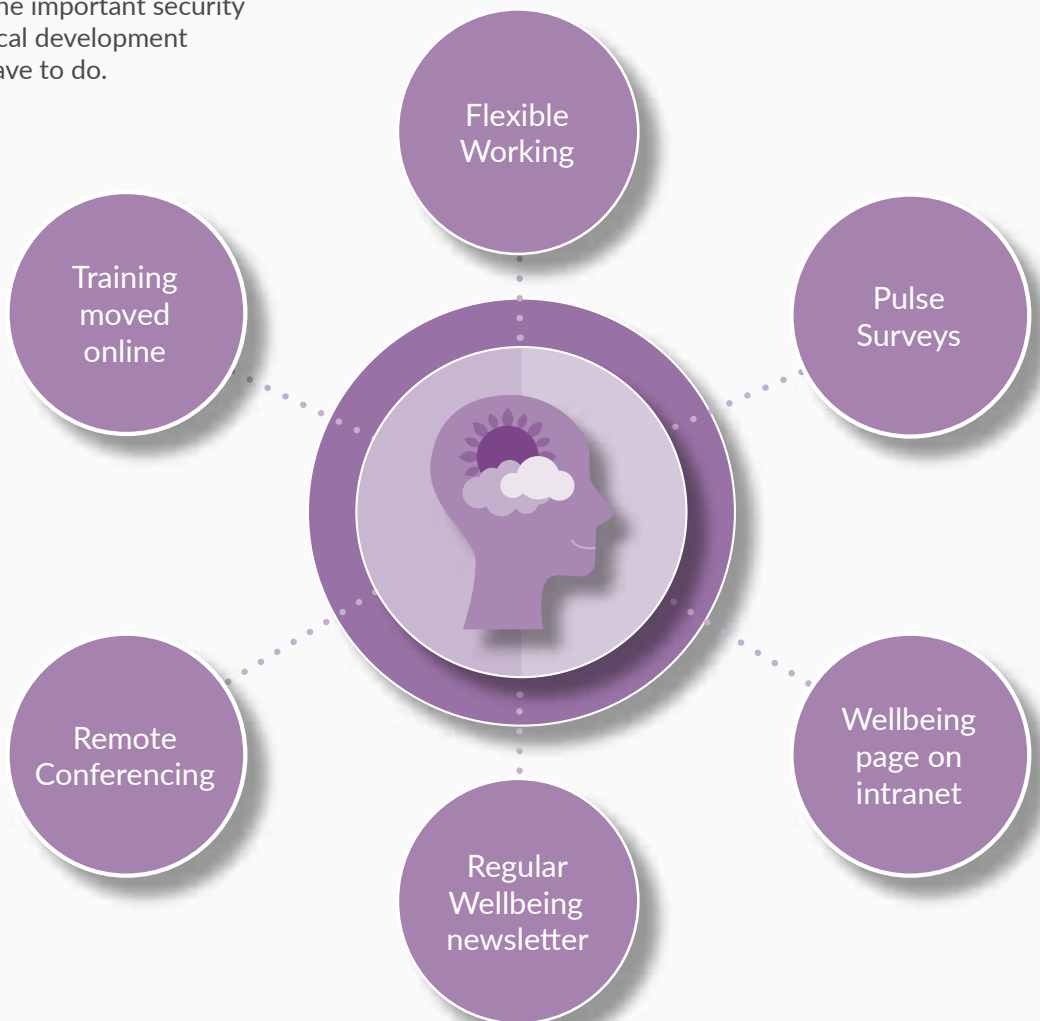 he important security
cal development
ave to do.
Flexible
Working
Training
moved
online
Pulse
Surveys
Remote
Conferencing
Wellbeing
page on
intranet
Regular
Wellbeing
newsletter